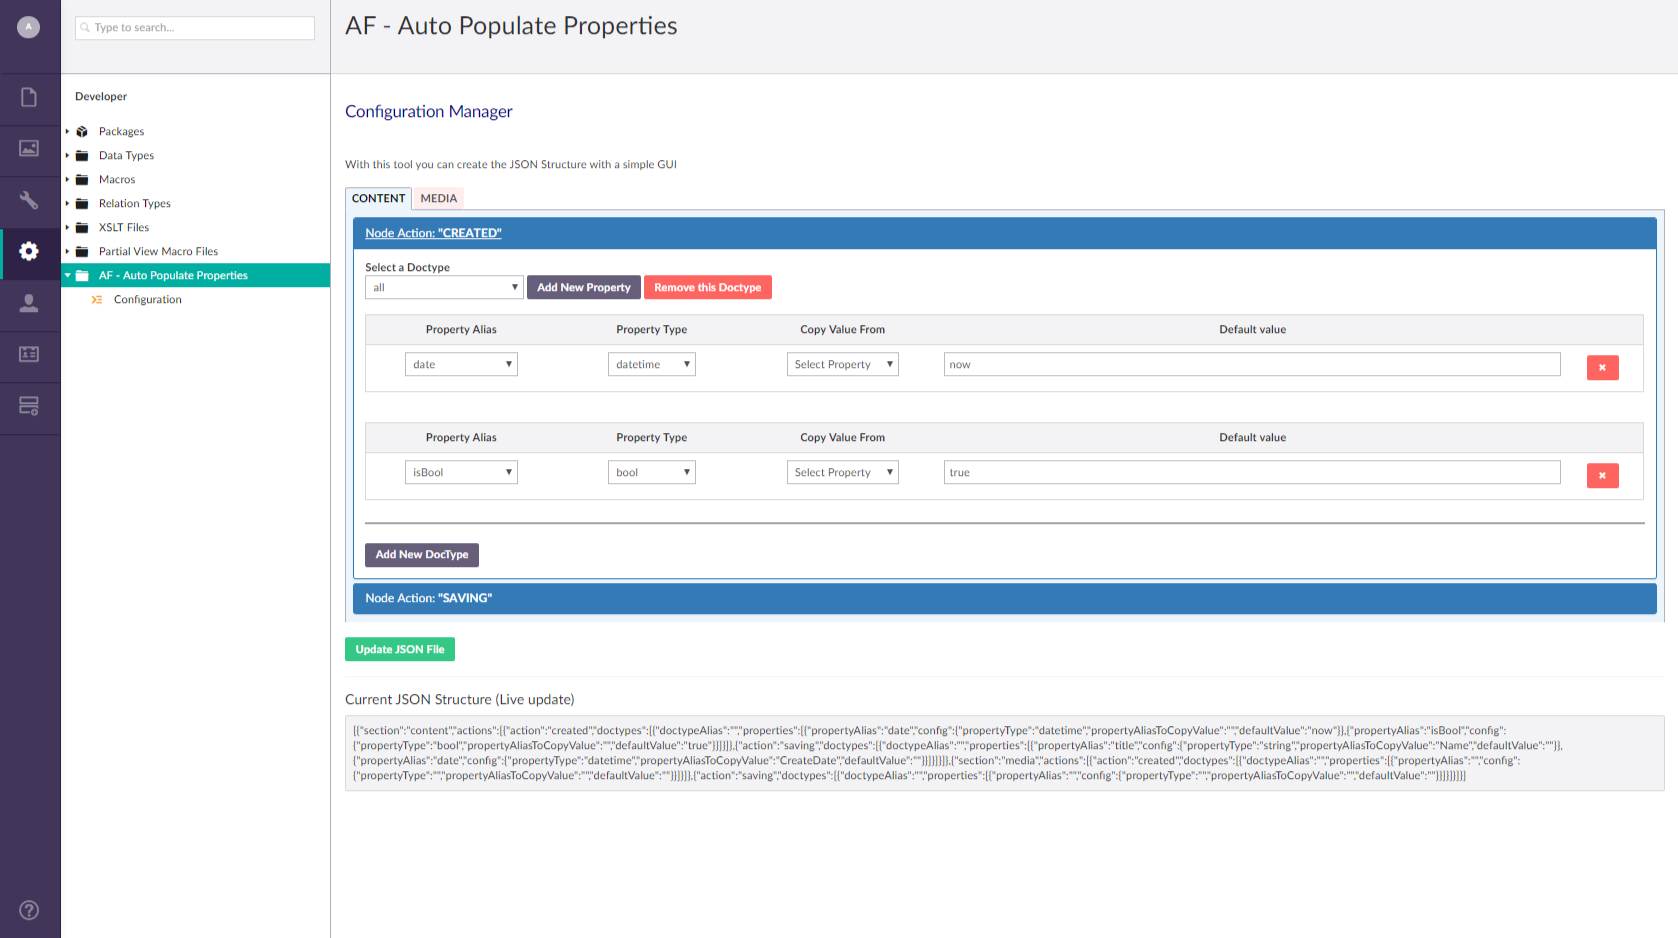 A
Type to search...
AF - Auto Populate Properties
Developer
Packages
Data Types
Macros
Relation Types
XSLT Files
Partial View Macro Files
AF - Auto Populate Properties
Configuration
Configuration Manager
With this tool you can create the JSON Structure with a simple GUI
CONTENT MEDIA
Node Action: "CREATED"
Select a Doctype
all Add New Property Remove this Doctype
Property Alias Property Type Copy Value From Default value
date datetime Select Property now
Property Alias Property Type Copy Value From Default value
isBool bool Select Property true
Add New DocType
Node Action: "SAVING"
Update JSON File
Current JSON Structure (Live update)
[{"section":"content","actions":[{"action":"created","doctypes":[{"doctypeAlias":"","properties":[{"propertyAlias":"date","config":{"propertyType":"datetime","propertyAliasToCopyValue":"","defaultValue":"now"}},{"propertyAlias":"isBool","config":
{"propertyType":"bool","propertyAliasToCopyValue":"","defaultValue":"true"}}]}]},{"action":"saving","doctypes":[{"doctypeAlias":"","properties":[{"propertyAlias":"title","config":{"propertyType":"string","propertyAliasToCopyValue":"Name","defaultValue":""}},
{"propertyAlias":"date","config":{"propertyType":"datetime","propertyAliasToCopyValue":"CreateDate","defaultValue":""}}]}]}]},{"section":"media","actions":[{"action":"created","doctypes":[{"doctypeAlias":"","properties":[{"propertyAlias":"","config":
{"propertyType":"","propertyAliasToCopyValue":"","defaultValue":""}}]}]},{"action":"saving","doctypes":[{"doctypeAlias":"","properties":[{"propertyAlias":"","config":{"propertyType":"","propertyAliasToCopyValue":"","defaultValue":""}}]}]}]}]